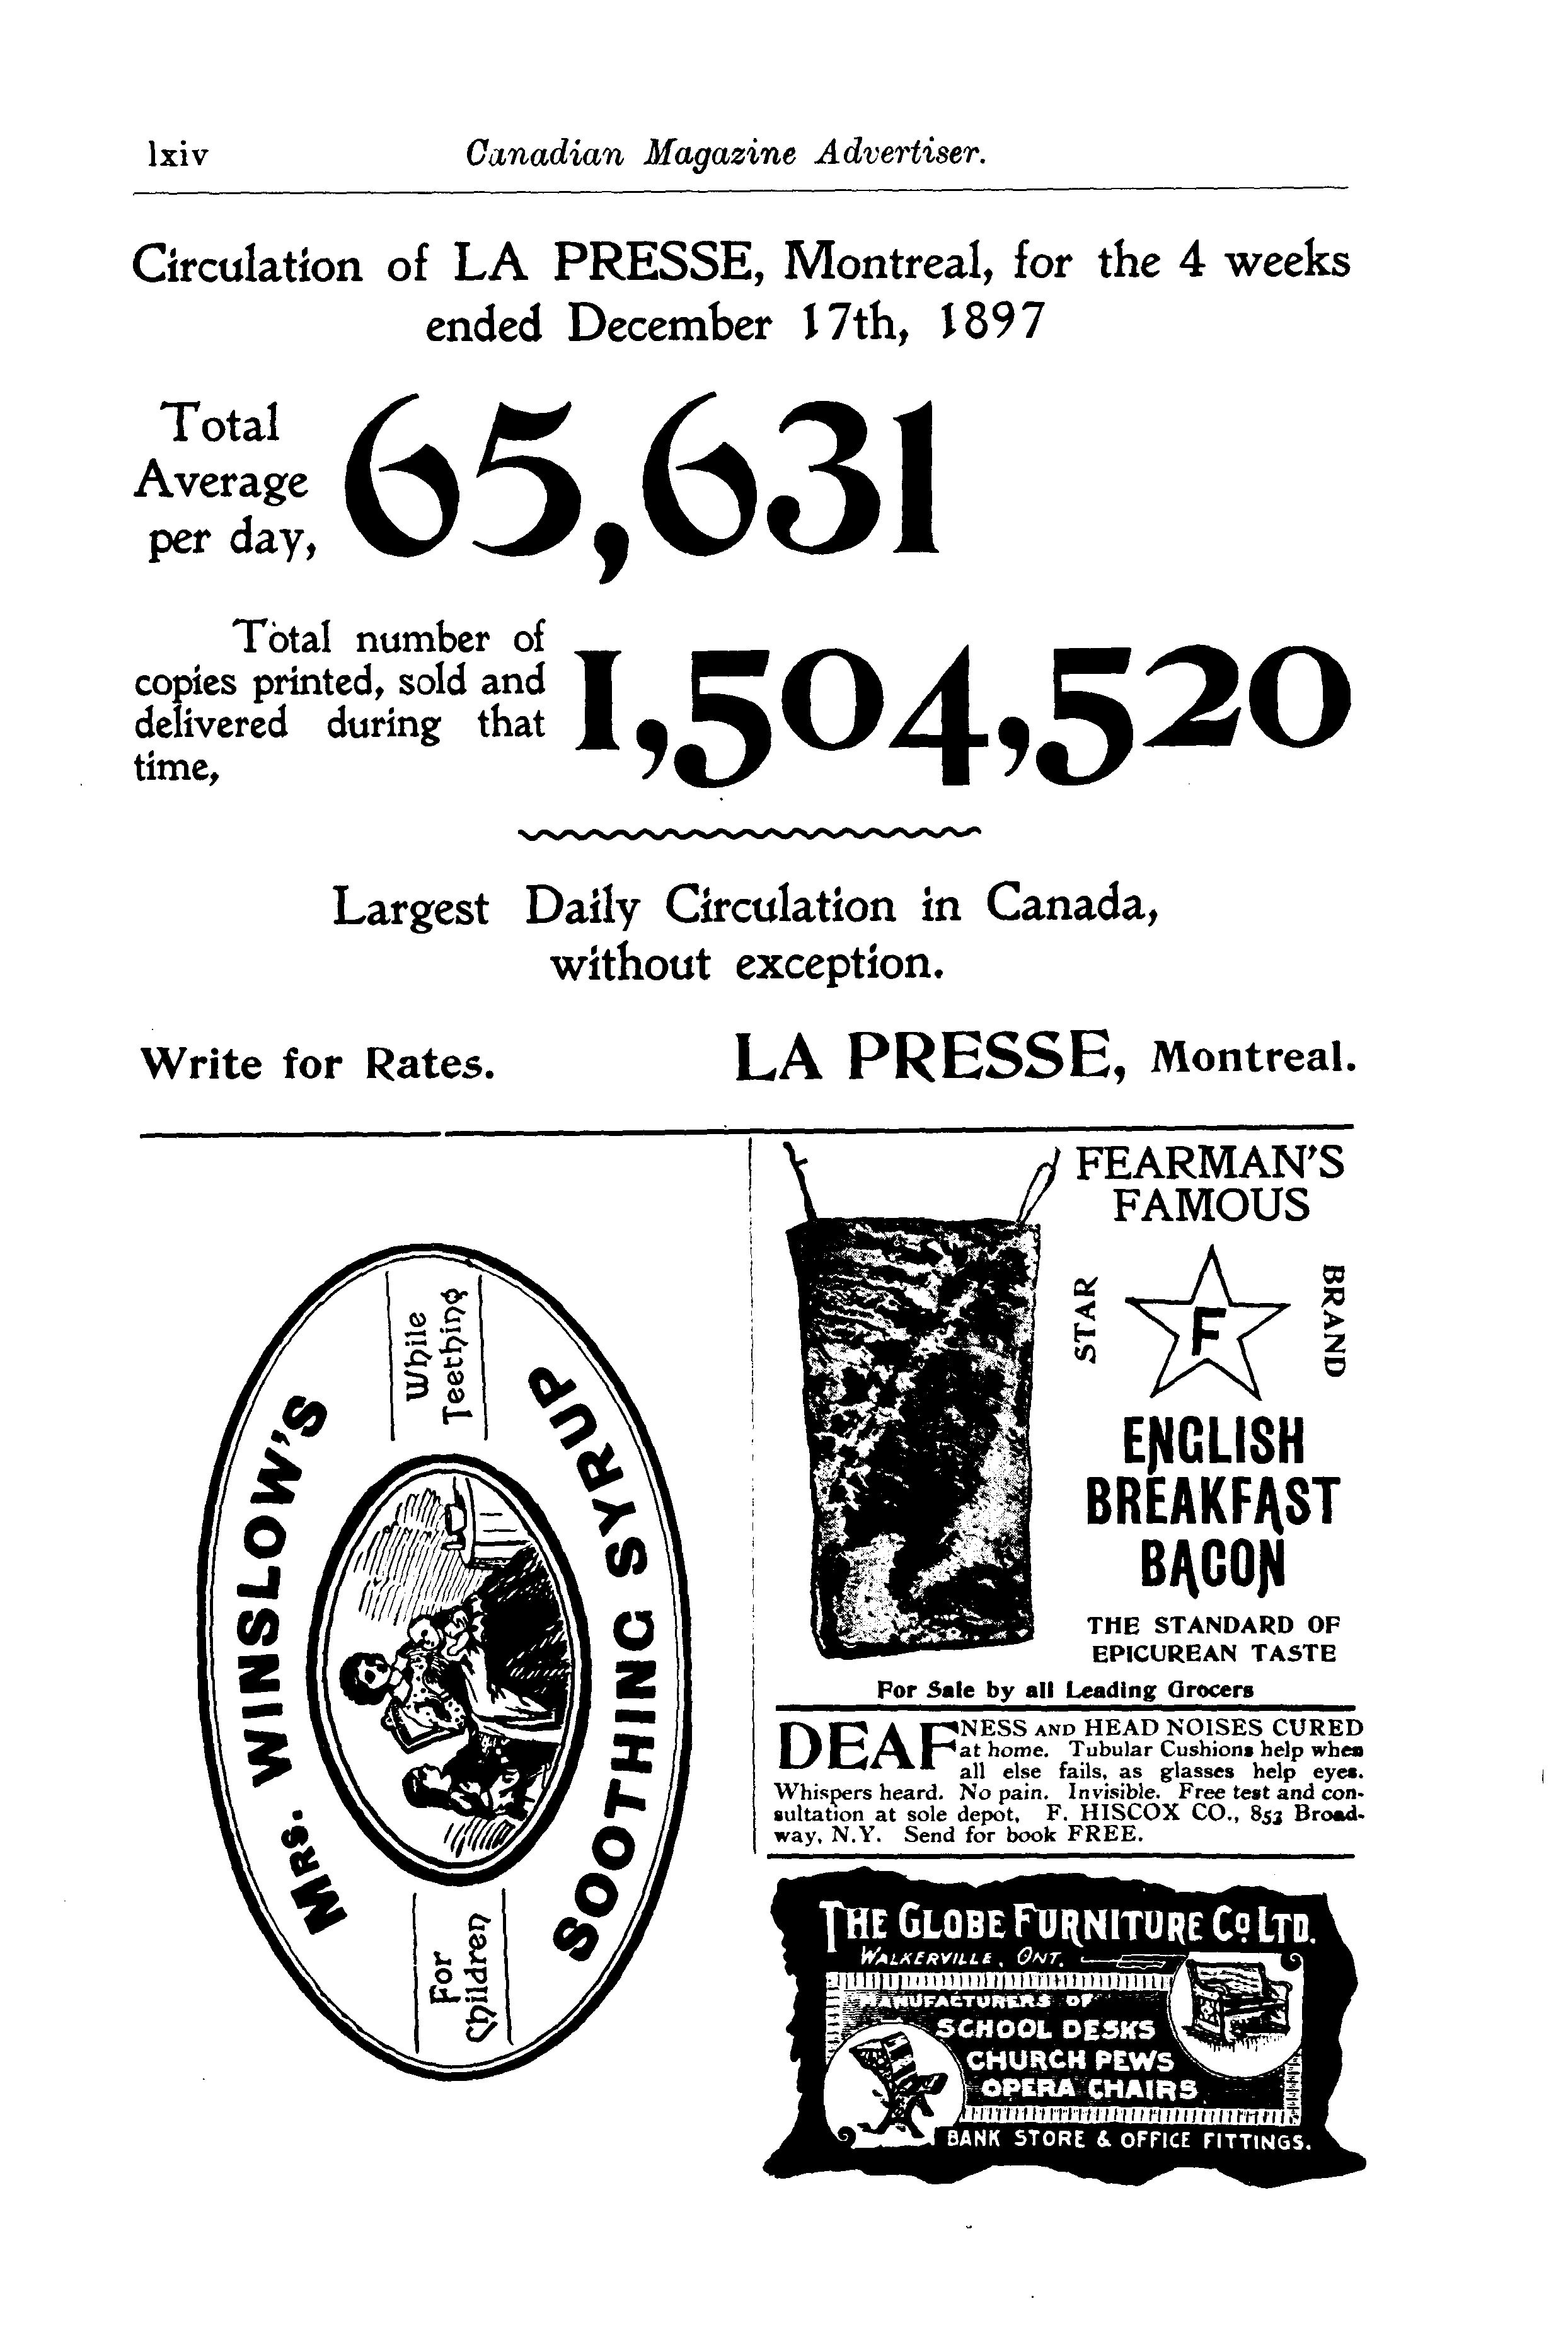 lxiv
Canadian Magazine Advertiser.
Circulation of LA PRESSE, Montreal, for the 4 weeks
ended December 17th, 1897
Total
Average
per day,
65,631
Total number of
copies printed, sold and
delivered during that
time,
1,504,520
Largest Daily Circulation in Canada,
without exception.
Write for Rates.
LA PRESSE, Montreal.
MRS. WINSLOW'S
SOOTHING SYRUP
For
Children
While
Teething
FEARMAN'S
FAMOUS
STAR
F
BRAND
ENGLISH
BREAKFAST
BACON
THE STANDARD OF
EPICUREAN TASTE
For Sale by all Leading Grocers
DEAFNESS AND HEAD NOISES CURED
at home. Tubular Cushions help when
all else fails, as glasses help eyes.
Whispers heard. No pain. Invisible. Free test and con-
sultation at sole depot, F. HISCOX CO., 853 Broad-
way, N.Y. Send for book FREE.
THE GLOBE FURNITURE Co LTD.
WALKERVILLE, ONT.
MANUFACTURERS OF
SCHOOL DESKS
CHURCH PEWS
OPERA CHAIRS
BANK STORE & OFFICE FITTINGS.